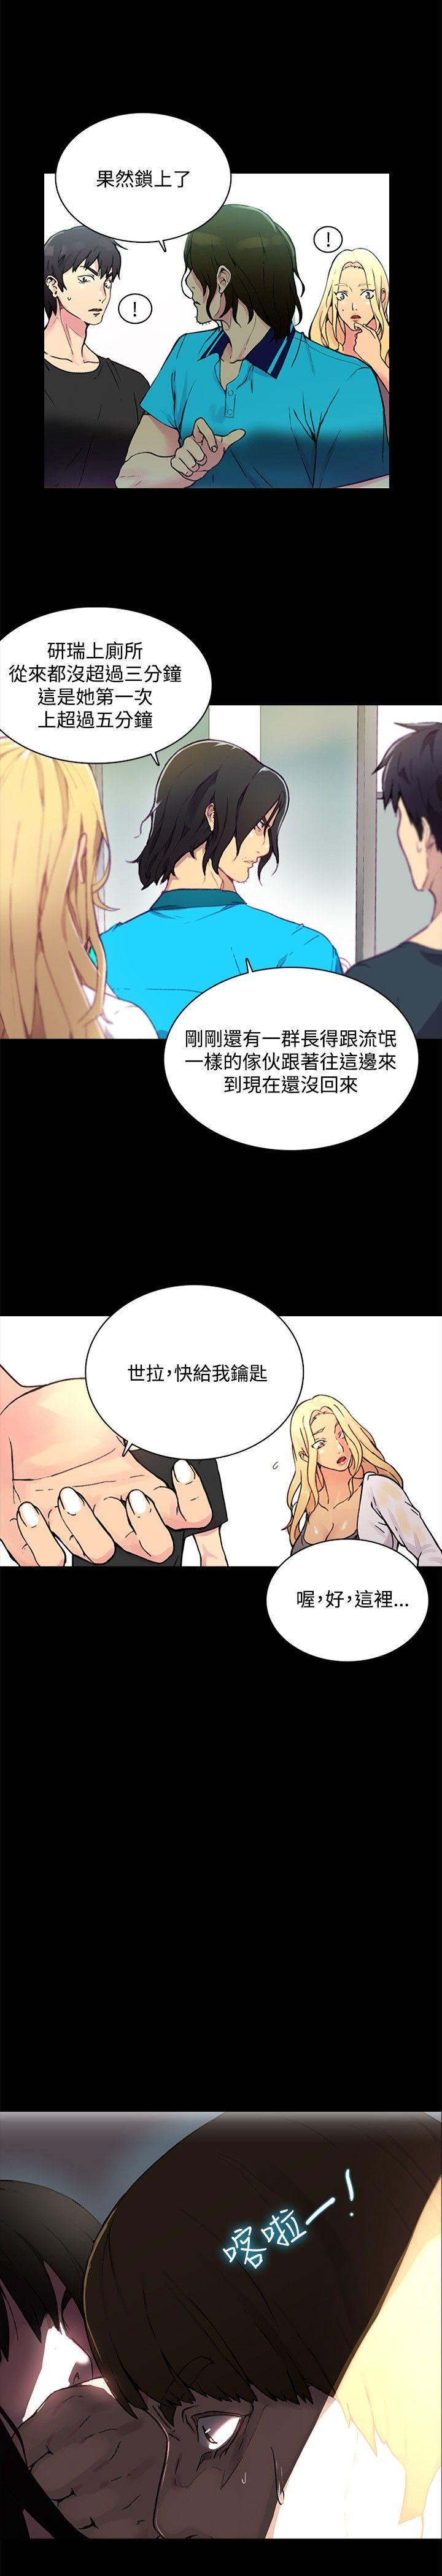 果然鎖上了
!
!
研瑞上廁所
從來都沒超過三分鐘
這是她第一次
上超過五分鐘
剛剛還有一群長得跟流氓
一樣的傢伙跟著往這邊來
到現在還沒回來
世拉,快給我鑰匙
喔,好,這裡...
喀啦一!